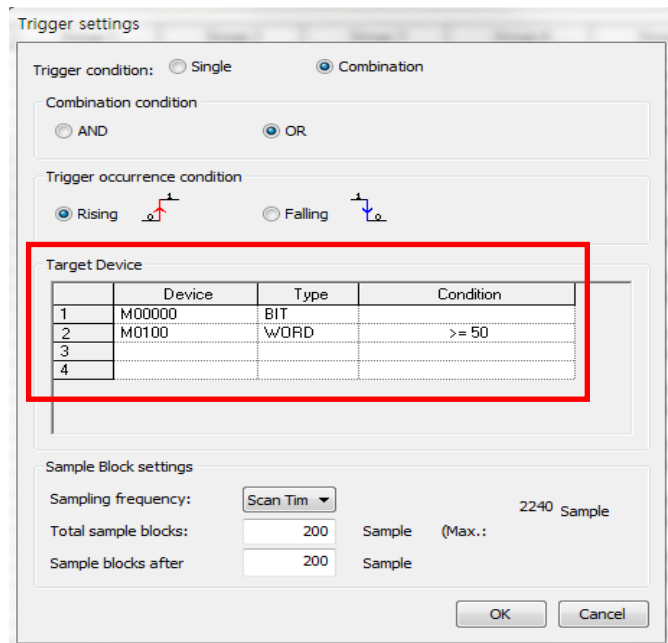 Trigger settings
Trigger condition: Single Combination
Combination condition
AND OR
Trigger occurrence condition
Rising 0 1 Falling 1 0
Target Device
Device Type Condition
1 M00000 BIT
2 M0100 WORD >= 50
3
4
Sample Block settings
Sampling frequency: Scan Tim 2240 Sample
Total sample blocks: 200 Sample (Max.:
Sample blocks after 200 Sample
OK Cancel